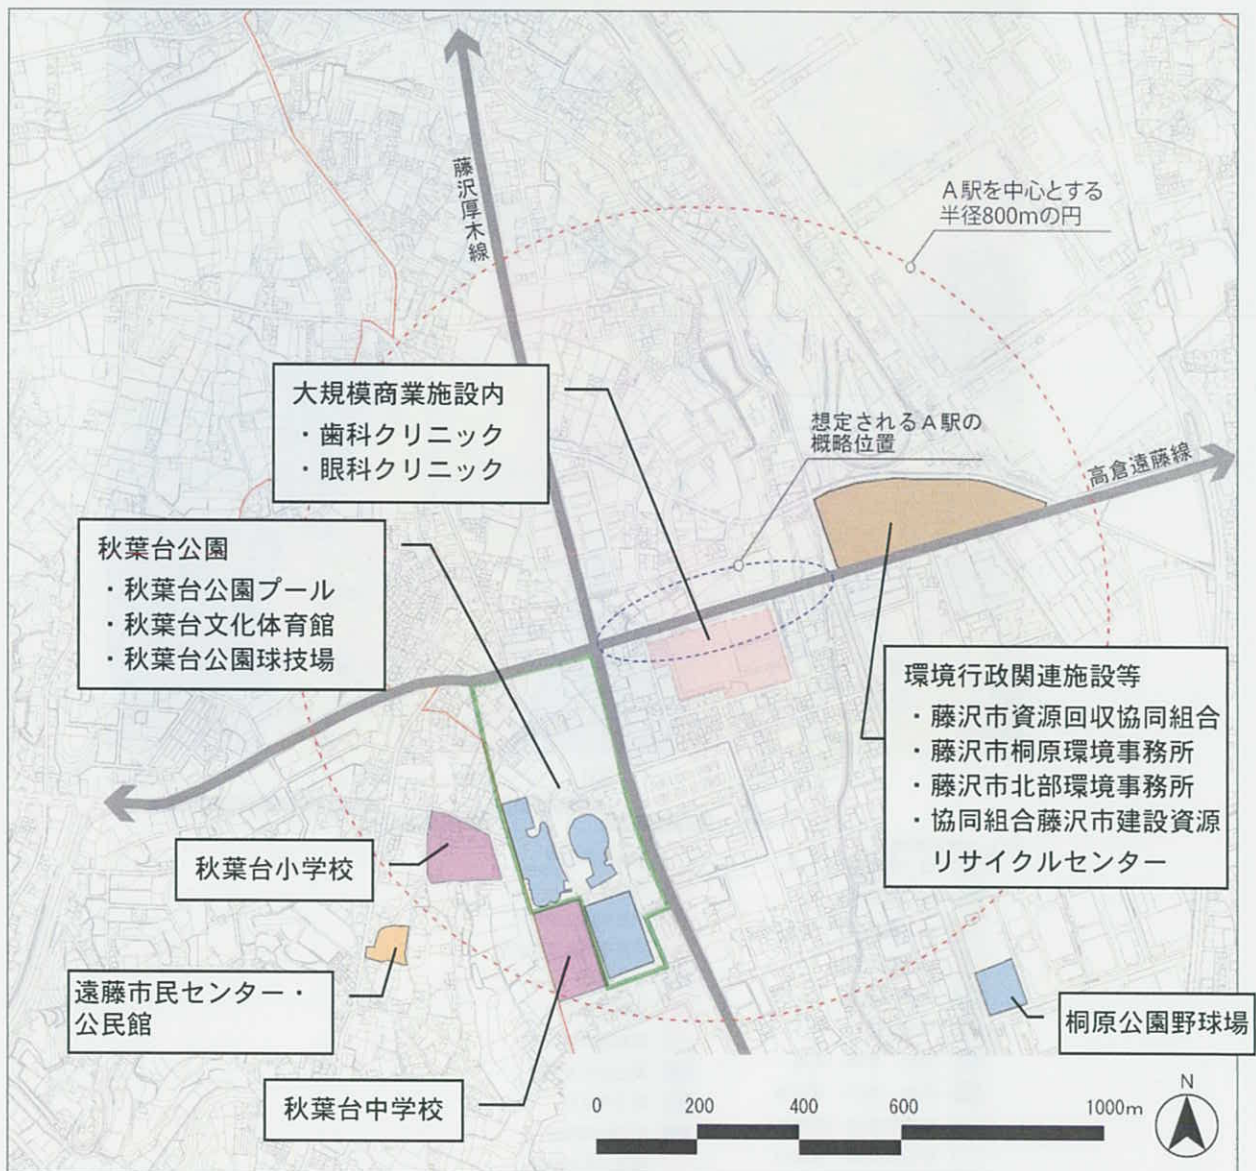 藤沢厚木線
A駅を中心とする
半径800mの円
大規模商業施設内
・歯科クリニック
・眼科クリニック
想定されるA駅の
概略位置
高倉遠藤線
秋葉台公園
・秋葉台公園プール
・秋葉台文化体育館
・秋葉台公園球技場
環境行政関連施設等
・藤沢市資源回収協同組合
・藤沢市桐原環境事務所
・藤沢市北部環境事務所
・協同組合藤沢市建設資源
リサイクルセンター
秋葉台小学校
遠藤市民センター・
公民館
桐原公園野球場
秋葉台中学校
0 200 400 600 1000m
N